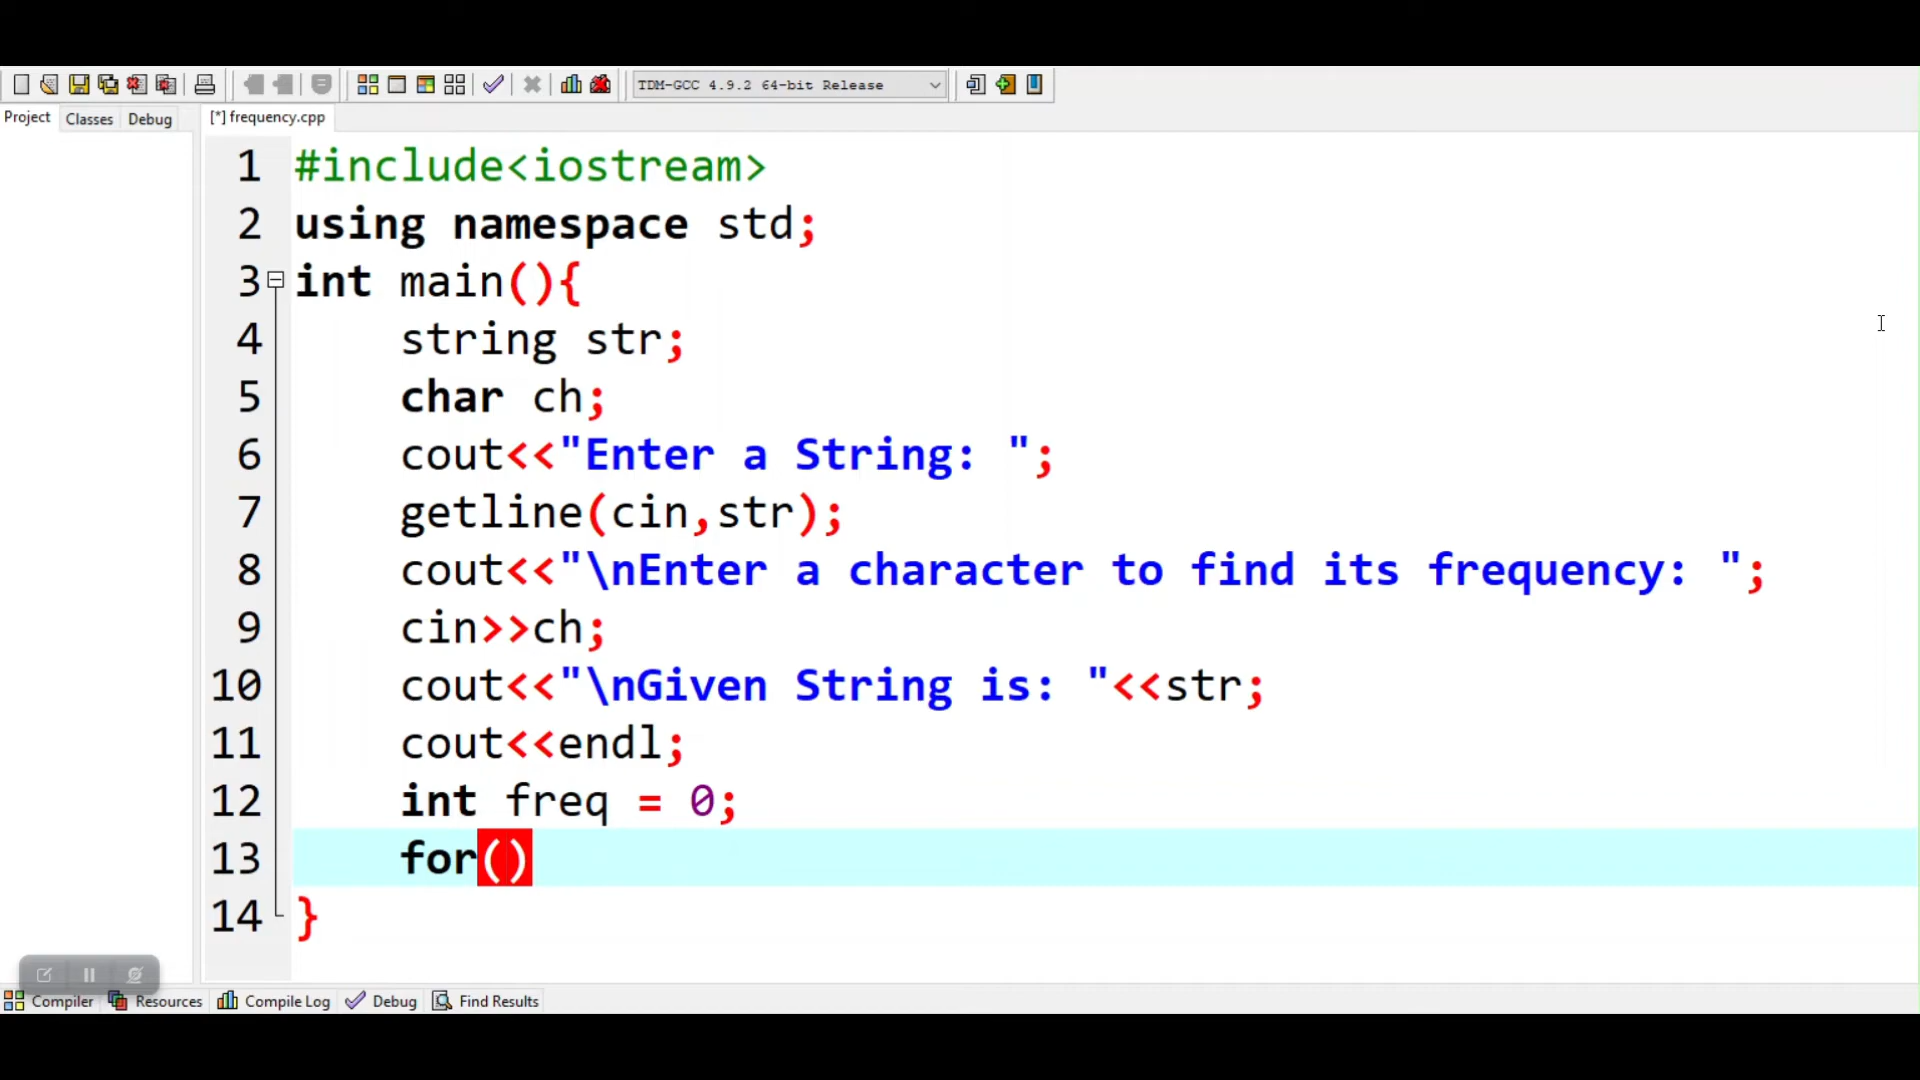 TDM-GCC 4.9.2 64-bit Release
Project Classes Debug [*] frequency.cpp
1 #include<iostream>
2 using namespace std;
3 int main(){
4 string str;
5 char ch;
6 cout<<"Enter a String: ";
7 getline(cin,str);
8 cout<<"\nEnter a character to find its frequency: ";
9 cin>>ch;
10 cout<<"\nGiven String is: "<<str;
11 cout<<endl;
12 int freq = 0;
13 for()
14 }
Compiler Resources Compile Log Debug Find Results